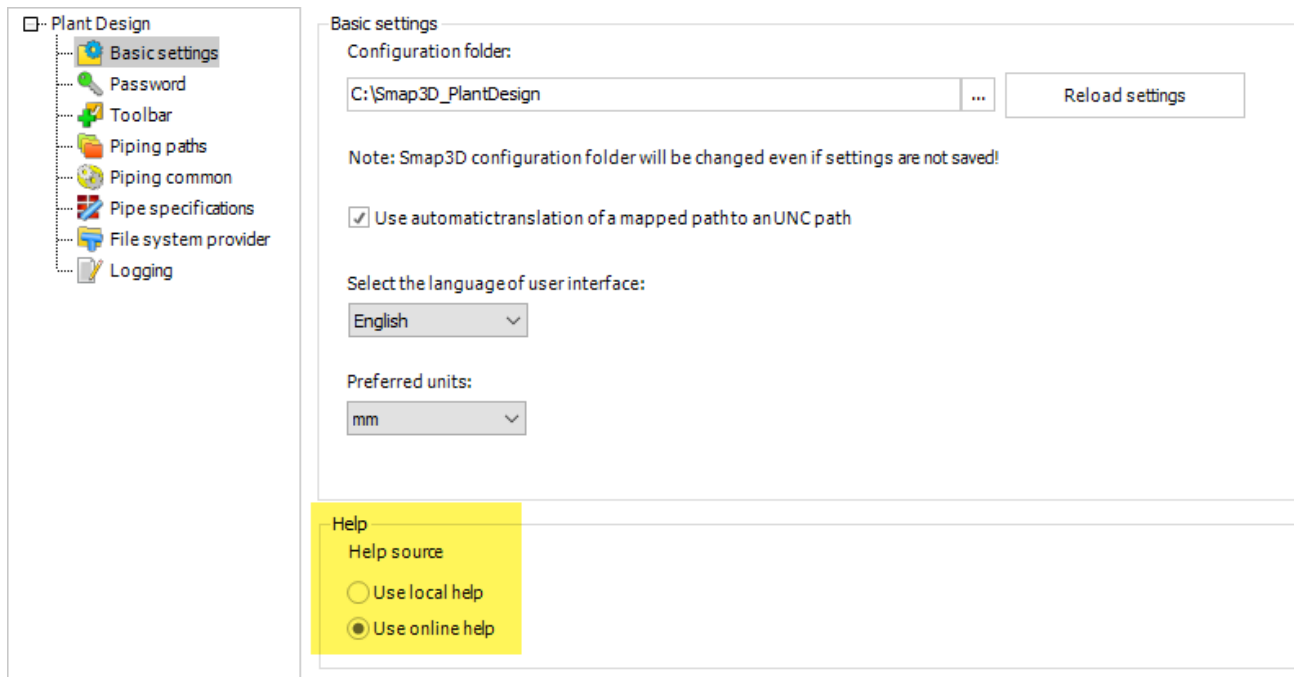 Plant Design
Basic settings
Password
Toolbar
Piping paths
Piping common
Pipe specifications
File system provider
Logging
Basic settings
Configuration folder:
C:\Smap3D_PlantDesign
...
Reload settings
Note: Smap3D configuration folder will be changed even if settings are not saved!
Use automatictranslation of a mapped path to an UNC path
Select the language of user interface:
English
Preferred units:
mm
Help
Help source
Use local help
Use online help